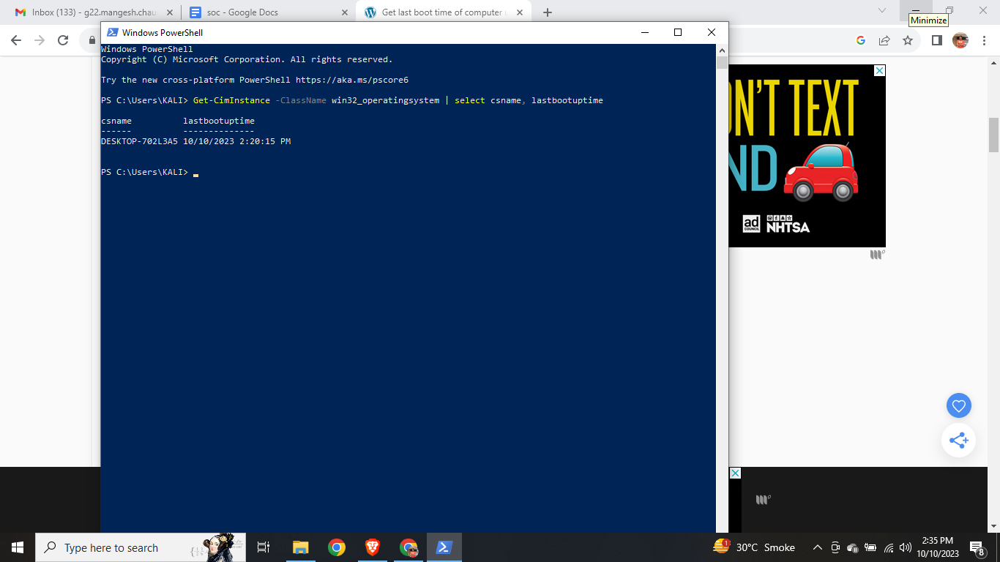 Inbox (133) - g22.mangesh.chau
soc - Google Docs
Get last boot time of computer u
Minimize
Windows PowerShell
Windows PowerShell
Copyright (C) Microsoft Corporation. All rights reserved.
Try the new cross-platform PowerShell https://aka.ms/pscore6
PS C:\Users\KALI> Get-CimInstance -ClassName win32_operatingsystem | select csname, lastbootuptime
csname lastbootuptime
------ --------------
DESKTOP-702L3A5 10/10/2023 2:20:15 PM
PS C:\Users\KALI>
N'T TEXT
ND
ad COUNCIL NHTSA
Type here to search
1
30°C Smoke
2:35 PM
10/10/2023
8